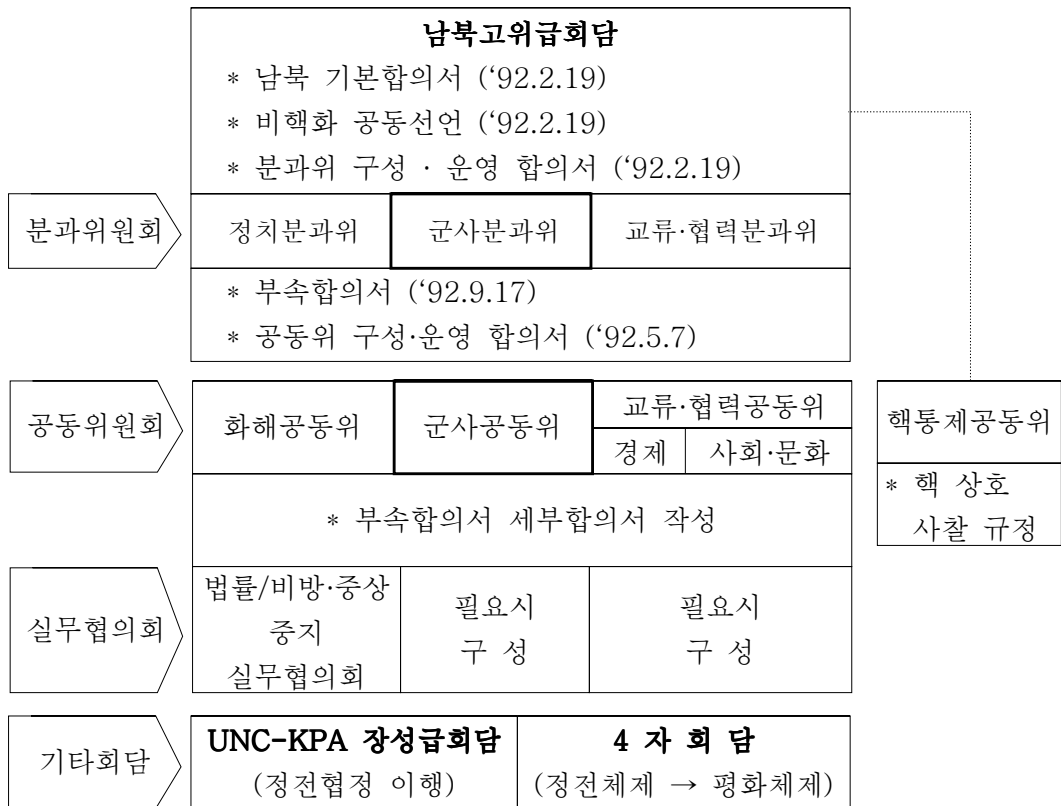 남북고위급회담
* 남북 기본합의서 (‘92.2.19)
* 비핵화 공동선언 (‘92.2.19)
* 분과위 구성 · 운영 합의서 (‘92.2.19)
분과위원회
정치분과위
군사분과위
교류·협력분과위
* 부속합의서 (‘92.9.17)
* 공동위 구성·운영 합의서 (‘92.5.7)
공동위원회
화해공동위
군사공동위
교류·협력공동위
경제
사회·문화
핵통제공동위
* 핵 상호
사찰 규정
* 부속합의서 세부합의서 작성
실무협의회
법률/비방·중상
중지
실무협의회
필요시
구 성
필요시
구 성
기타회담
UNC-KPA 장성급회담
(정전협정 이행)
4 자 회 담
(정전체제 → 평화체제)